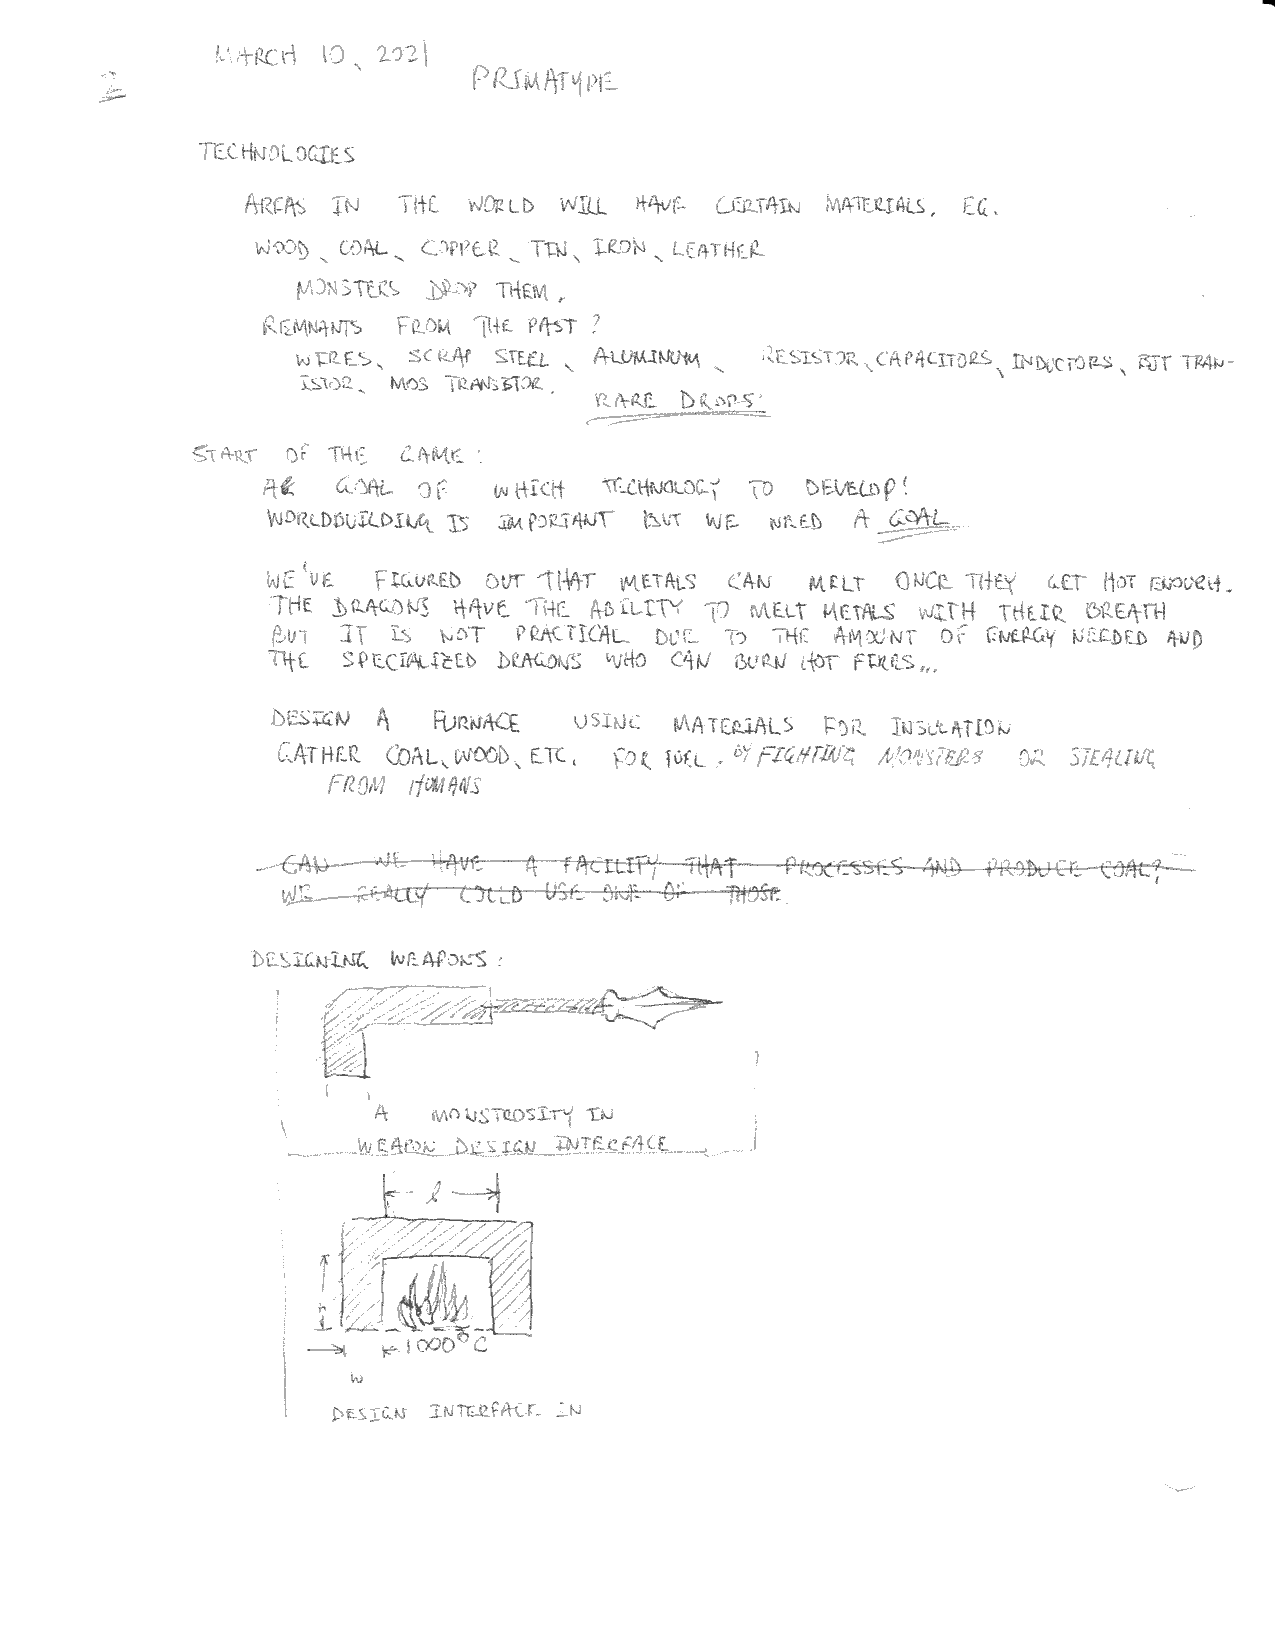 MARCH 10, 2021
2
PRIMATYPE
TECHNOLOGIES
AREAS IN THE WORLD WILL HAVE CERTAIN MATERIALS, EG.
WOOD, COAL, COPPER, TIN, IRON, LEATHER
MONSTERS DROP THEM.
REMNANTS FROM THE PAST?
WIRES, SCRAP STEEL, ALUMINUM, RESISTOR, CAPACITORS, INDUCTORS, BJT TRAN-
ISTOR, MOS TRANSISTOR.
RARE DROPS
START OF THE GAME:
GOAL OF WHICH TECHNOLOGY TO DEVELOP!
WORLDBUILDING IS IMPORTANT BUT WE NEED A GOAL
WE'VE FIGURED OUT THAT METALS CAN MELT ONCE THEY GET HOT ENOUGH.
THE DRAGONS HAVE THE ABILITY TO MELT METALS WITH THEIR BREATH
BUT IT IS NOT PRACTICAL DUE TO THE AMOUNT OF ENERGY NEEDED AND
THE SPECIALIZED DRAGONS WHO CAN BURN HOT FIRES...
DESIGN A FURNACE USING MATERIALS FOR INSULATION
GATHER COAL, WOOD, ETC. FOR FUEL. BY FIGHTING MONSTERS OR STEALING
FROM HUMANS
CAN WE HAVE A FACILITY THAT PROCESSES AND PRODUCE COAL?
WE REALLY COULD USE ONE OF THOSE.
DESIGNING WEAPONS:
A MONSTROSITY IN
WEAPON DESIGN INTERFACE
l
h
1000°C
w
DESIGN INTERFACE IN